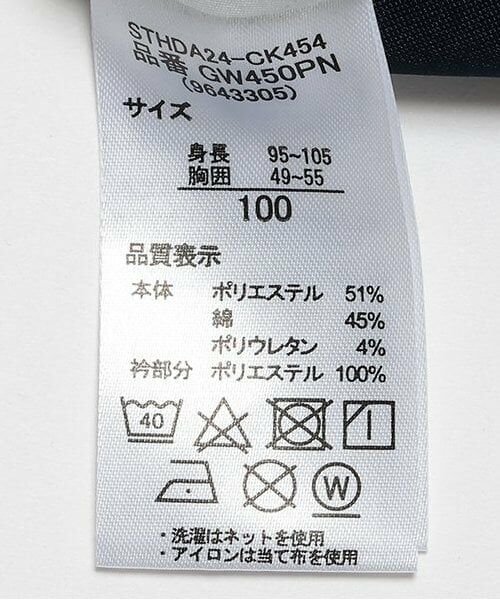 STHDA24-CK454
品番 GW450PN
(9643305)
サイズ
身長 95~105
胸囲 49~55
100
品質表示
本体 ポリエステル 51%
綿 45%
ポリウレタン 4%
衿部分 ポリエステル 100%
40
W
・洗濯はネットを使用
・アイロンは当て布を使用